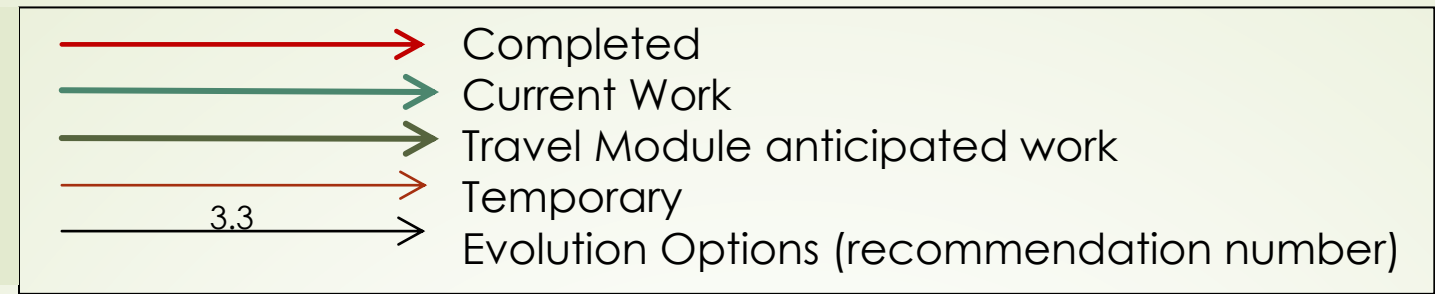 Completed
Current Work
Travel Module anticipated work
Temporary
3.3
Evolution Options (recommendation number)